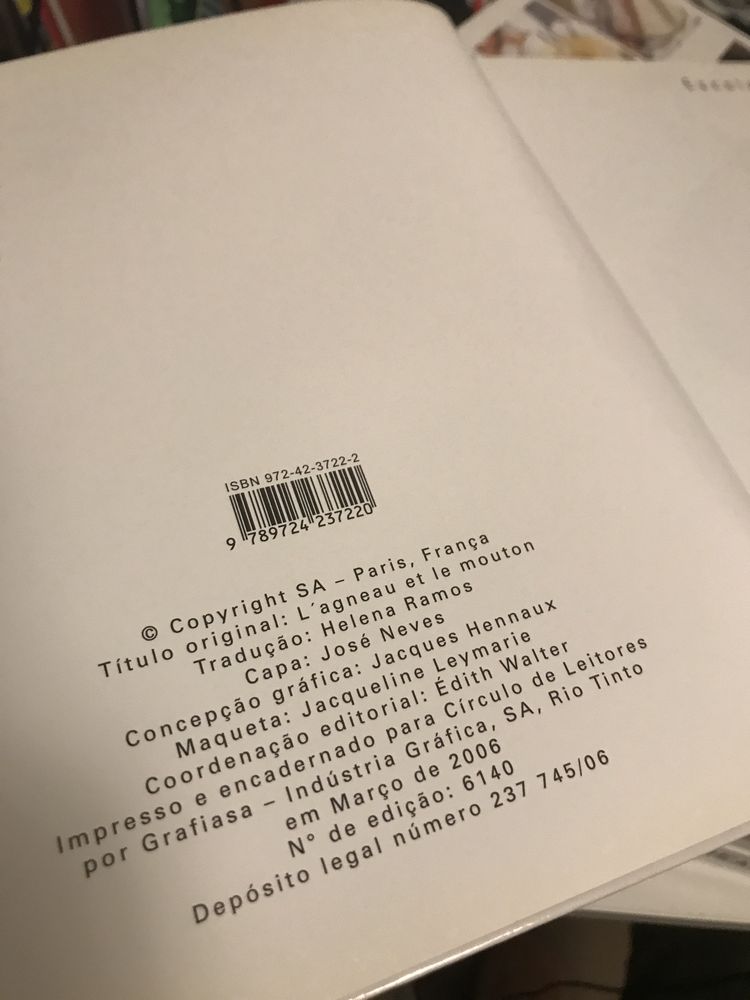 ISBN 972-42-3722-2
9 789724 237220
© Copyright SA – Paris, França
Título original: L´agneau et le mouton
Tradução: Helena Ramos
Capa: José Neves
Concepção gráfica: Jacques Hennaux
Maqueta: Jacqueline Leymarie
Coordenação editorial: Édith Walter
Impresso e encadernado para Círculo de Leitores
por Grafiasa – Indústria Gráfica, SA, Rio Tinto
em Março de 2006
N° de edição: 6140
Depósito legal número 237 745/06